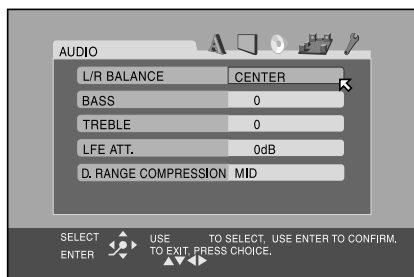 AUDIO
L/R BALANCE CENTER
BASS 0
TREBLE 0
LFE ATT. 0dB
D. RANGE COMPRESSION MID
SELECT
ENTER
USE TO SELECT, USE ENTER TO CONFIRM.
TO EXIT, PRESS CHOICE.